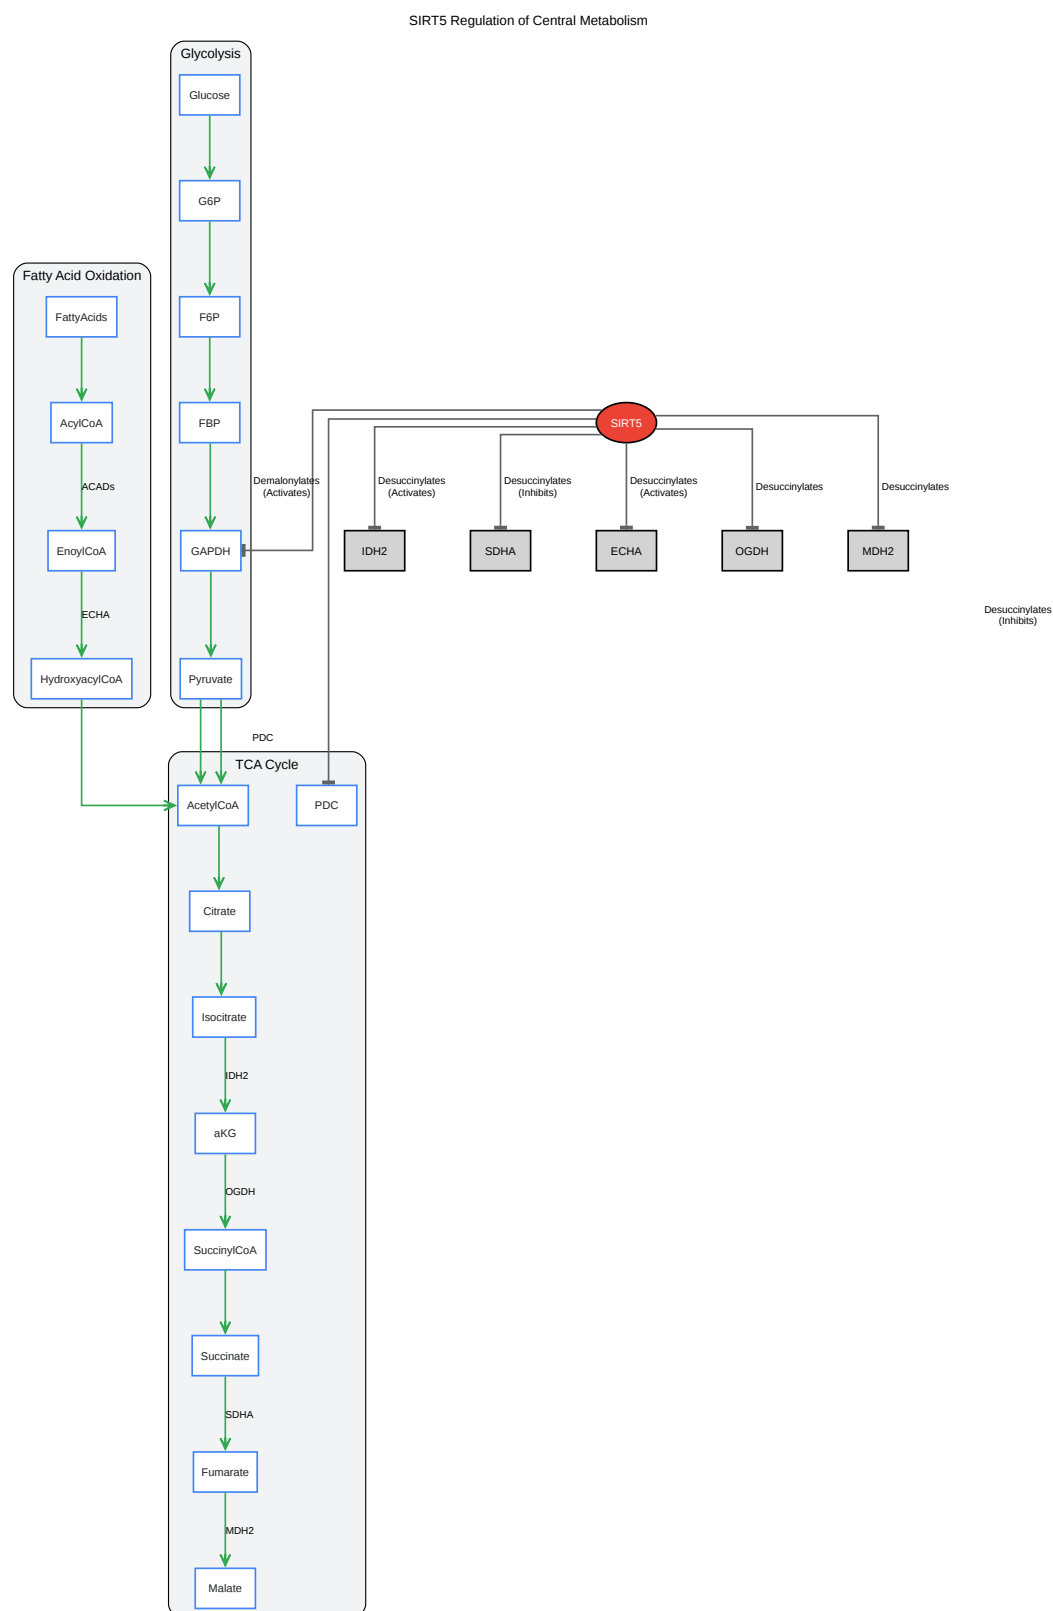 SIRT5 Regulation of Central Metabolism
Glycolysis
Glucose
G6P
Fatty Acid Oxidation
FattyAcids
F6P
AcylCoA
FBP
SIRT5
ACADs
Demalonylates
(Activates)
Desuccinylates
(Activates)
Desuccinylates
(Inhibits)
Desuccinylates
(Activates)
Desuccinylates
Desuccinylates
EnoylCoA
GAPDH
IDH2
SDHA
ECHA
OGDH
MDH2
ECHA
Desuccinylates
(Inhibits)
HydroxyacylCoA
Pyruvate
PDC
TCA Cycle
AcetylCoA
PDC
Citrate
Isocitrate
IDH2
aKG
OGDH
SuccinylCoA
Succinate
SDHA
Fumarate
MDH2
Malate